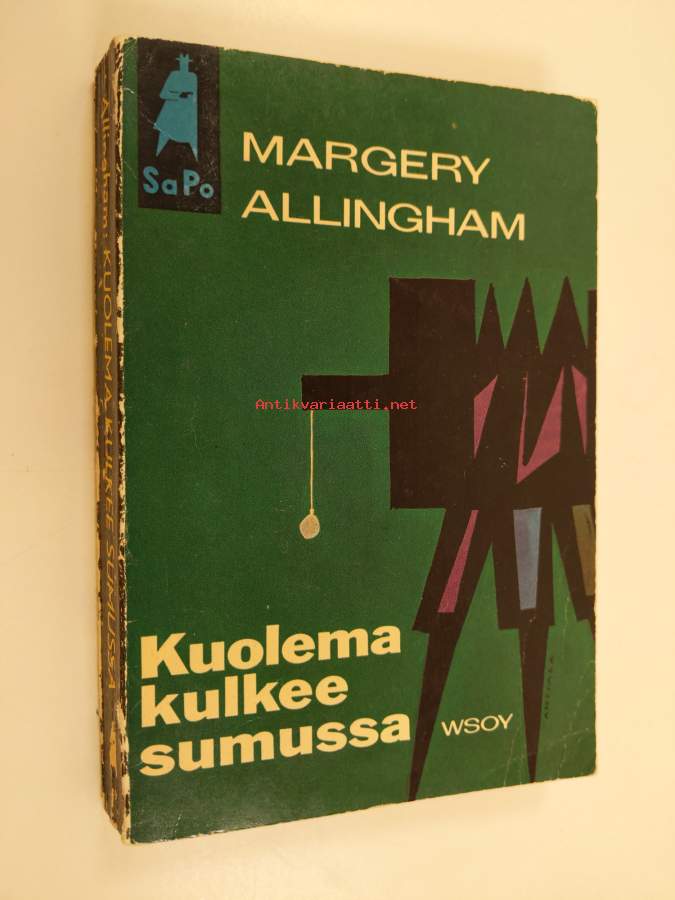 SaPo
MARGERY
ALLINGHAM
Antikvariaatti.net
Kuolema
kulkee
sumussa
WSOY
Allingham: KUOLEMA KULKEE SUMUSSA